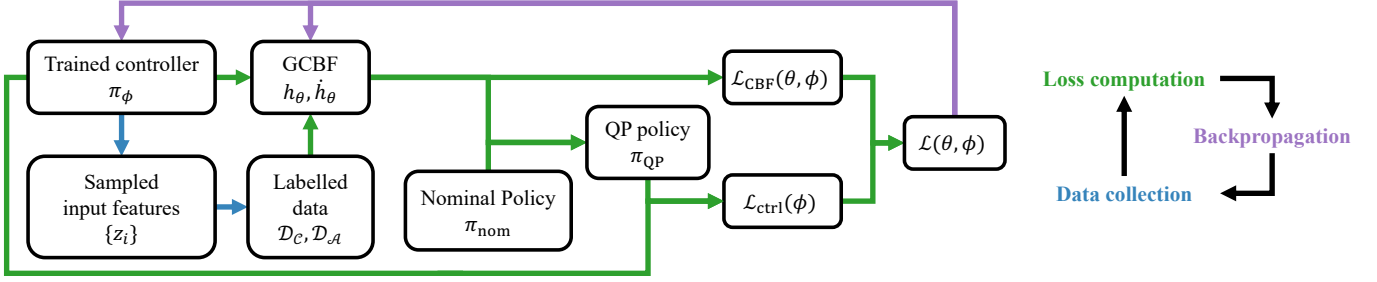 Trained controller
π_ϕ
GCBF
h_θ, ḣ_θ
Sampled
input features
{z_i}
Labelled
data
𝒟_𝒞, 𝒟_𝒜
Nominal Policy
π_nom
QP policy
π_QP
ℒ_CBF(θ, ϕ)
ℒ_ctrl(ϕ)
ℒ(θ, ϕ)
Loss computation
Backpropagation
Data collection